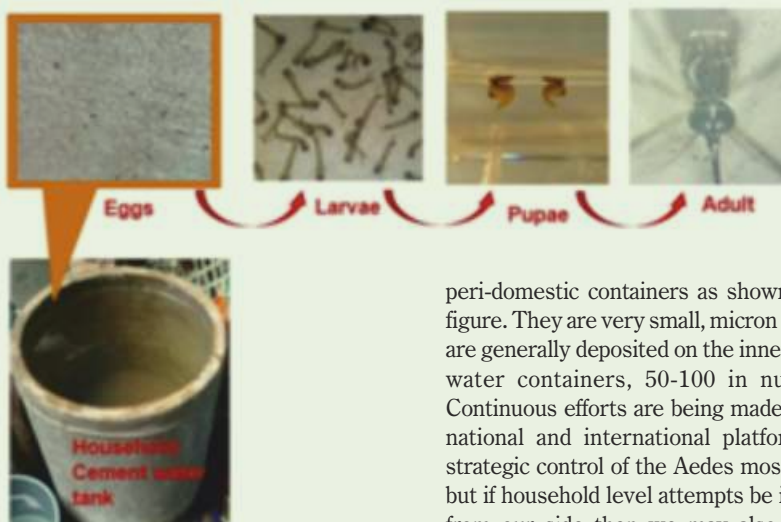 Eggs
Larvae
Pupae
Adult
Household
Cement water
tank
peri-domestic containers as shown
figure. They are very small, micron
are generally deposited on the inne
water containers, 50-100 in nu
Continuous efforts are being made
national and international platfor
strategic control of the Aedes mos
but if household level attempts be i